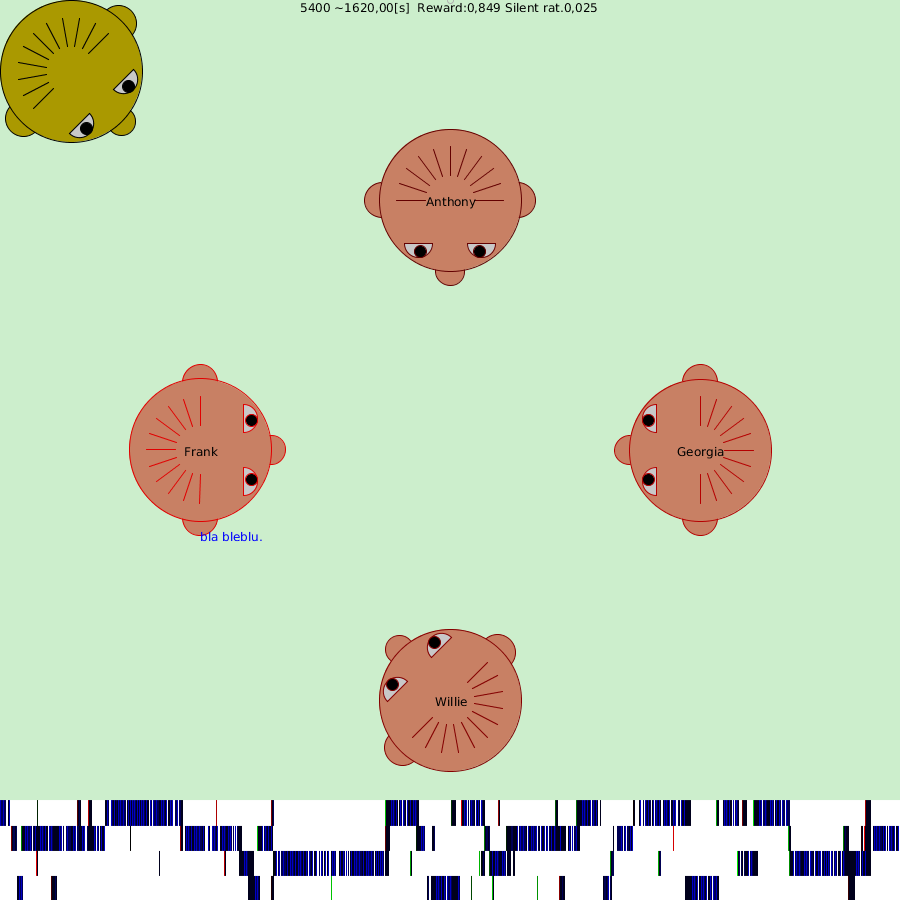 5400 ~1620,00[s]  Reward:0,849 Silent rat.0,025
Anthony
Frank
Georgia
bla bleblu.
Willie